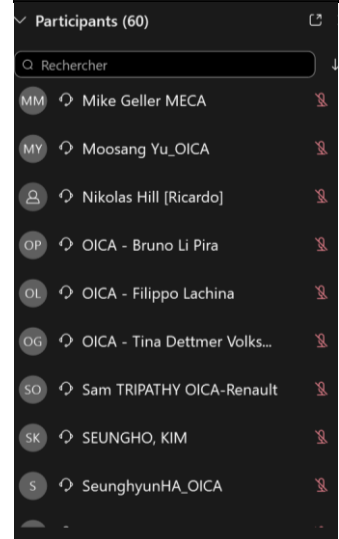 Participants (60)
Rechercher
MM Mike Geller MECA
MY Moosang Yu_OICA
Nikolas Hill [Ricardo]
OP OICA - Bruno Li Pira
OL OICA - Filippo Lachina
OG OICA - Tina Dettmer Volks...
SO Sam TRIPATHY OICA-Renault
SK SEUNGHO, KIM
S SeunghyunHA_OICA